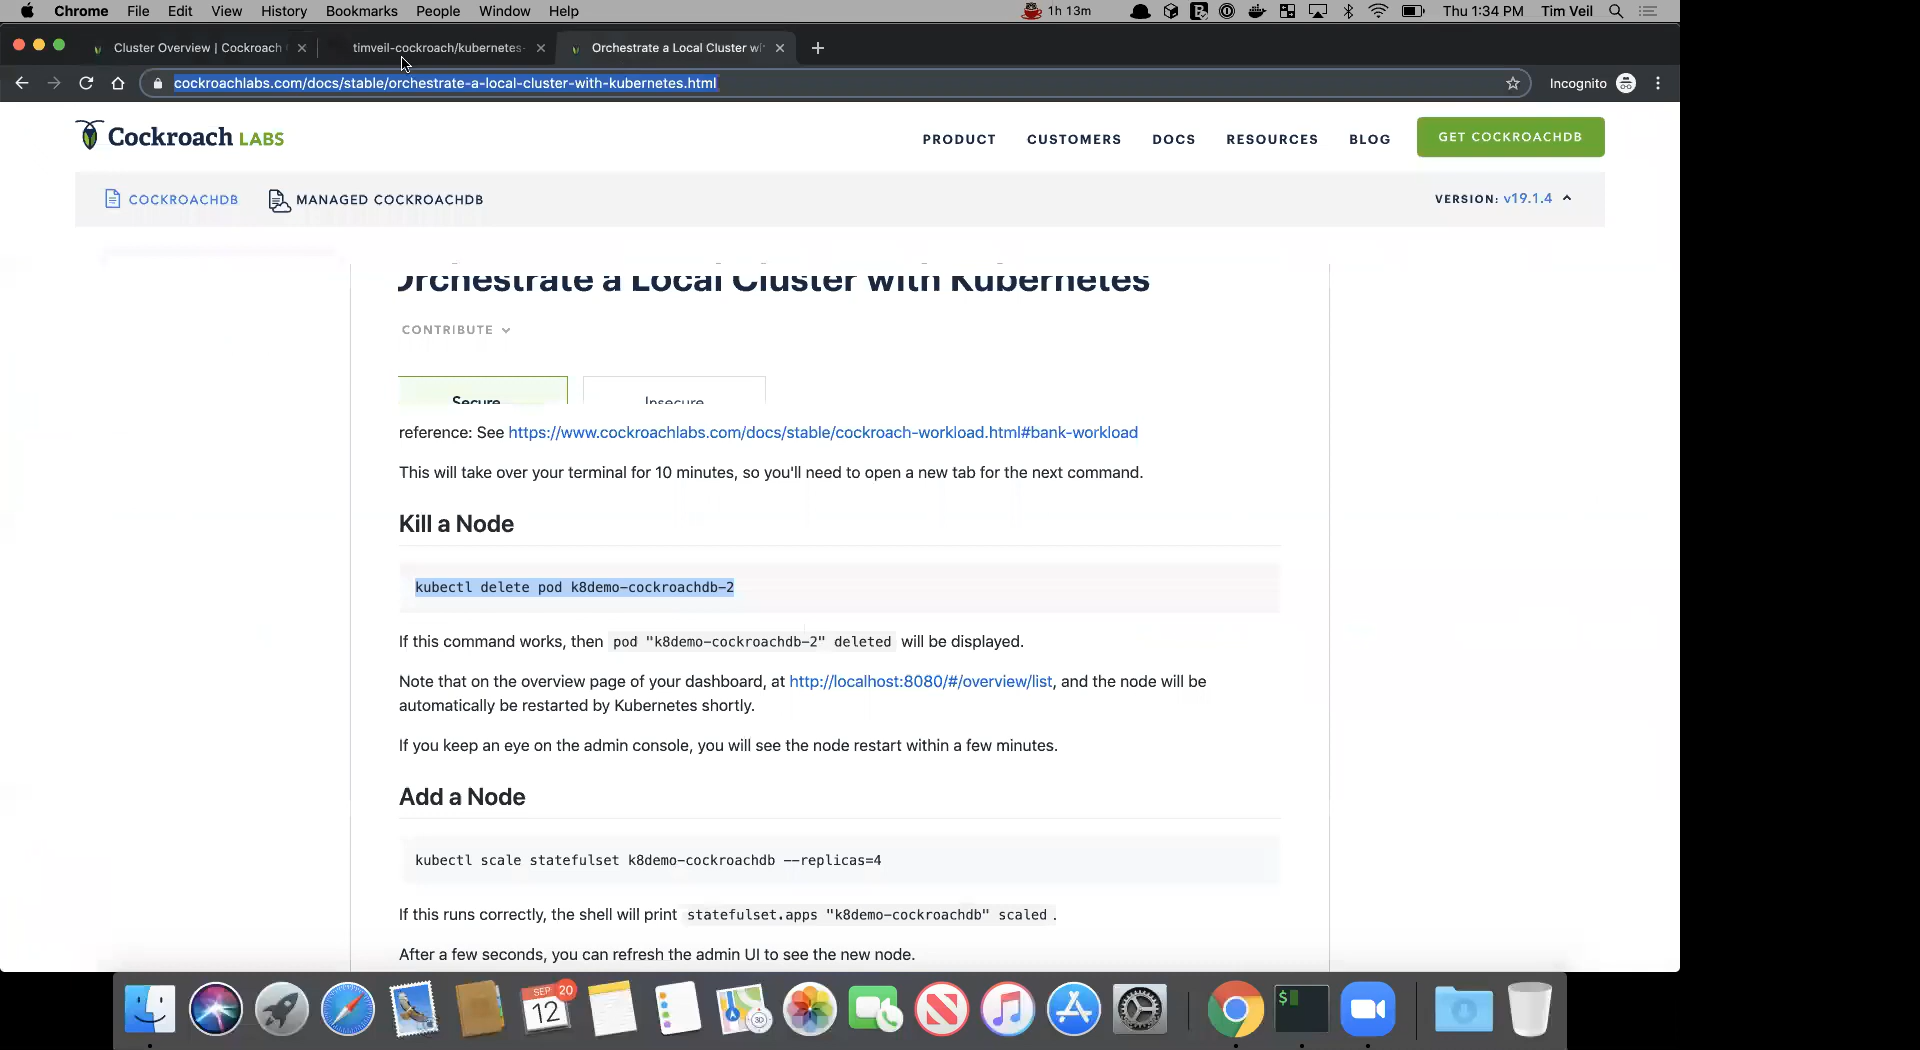 Chrome File Edit View History Bookmarks People Window Help 1h 13m Thu 1:34 PM Tim Veil
Cluster Overview | Cockroach timveil-cockroach/kubernetes- Orchestrate a Local Cluster wi
cockroachlabs.com/docs/stable/orchestrate-a-local-cluster-with-kubernetes.html Incognito
Cockroach LABS PRODUCT CUSTOMERS DOCS RESOURCES BLOG GET COCKROACHDB
COCKROACHDB MANAGED COCKROACHDB VERSION: v19.1.4
Orchestrate a Local Cluster with Kubernetes
CONTRIBUTE
Secure Insecure
reference: See https://www.cockroachlabs.com/docs/stable/cockroach-workload.html#bank-workload
This will take over your terminal for 10 minutes, so you'll need to open a new tab for the next command.
Kill a Node
kubectl delete pod k8demo-cockroachdb-2
If this command works, then pod "k8demo-cockroachdb-2" deleted will be displayed.
Note that on the overview page of your dashboard, at http://localhost:8080/#/overview/list, and the node will be
automatically be restarted by Kubernetes shortly.
If you keep an eye on the admin console, you will see the node restart within a few minutes.
Add a Node
kubectl scale statefulset k8demo-cockroachdb --replicas=4
If this runs correctly, the shell will print statefulset.apps "k8demo-cockroachdb" scaled .
After a few seconds, you can refresh the admin UI to see the new node.
SEP 20
12
3D
$